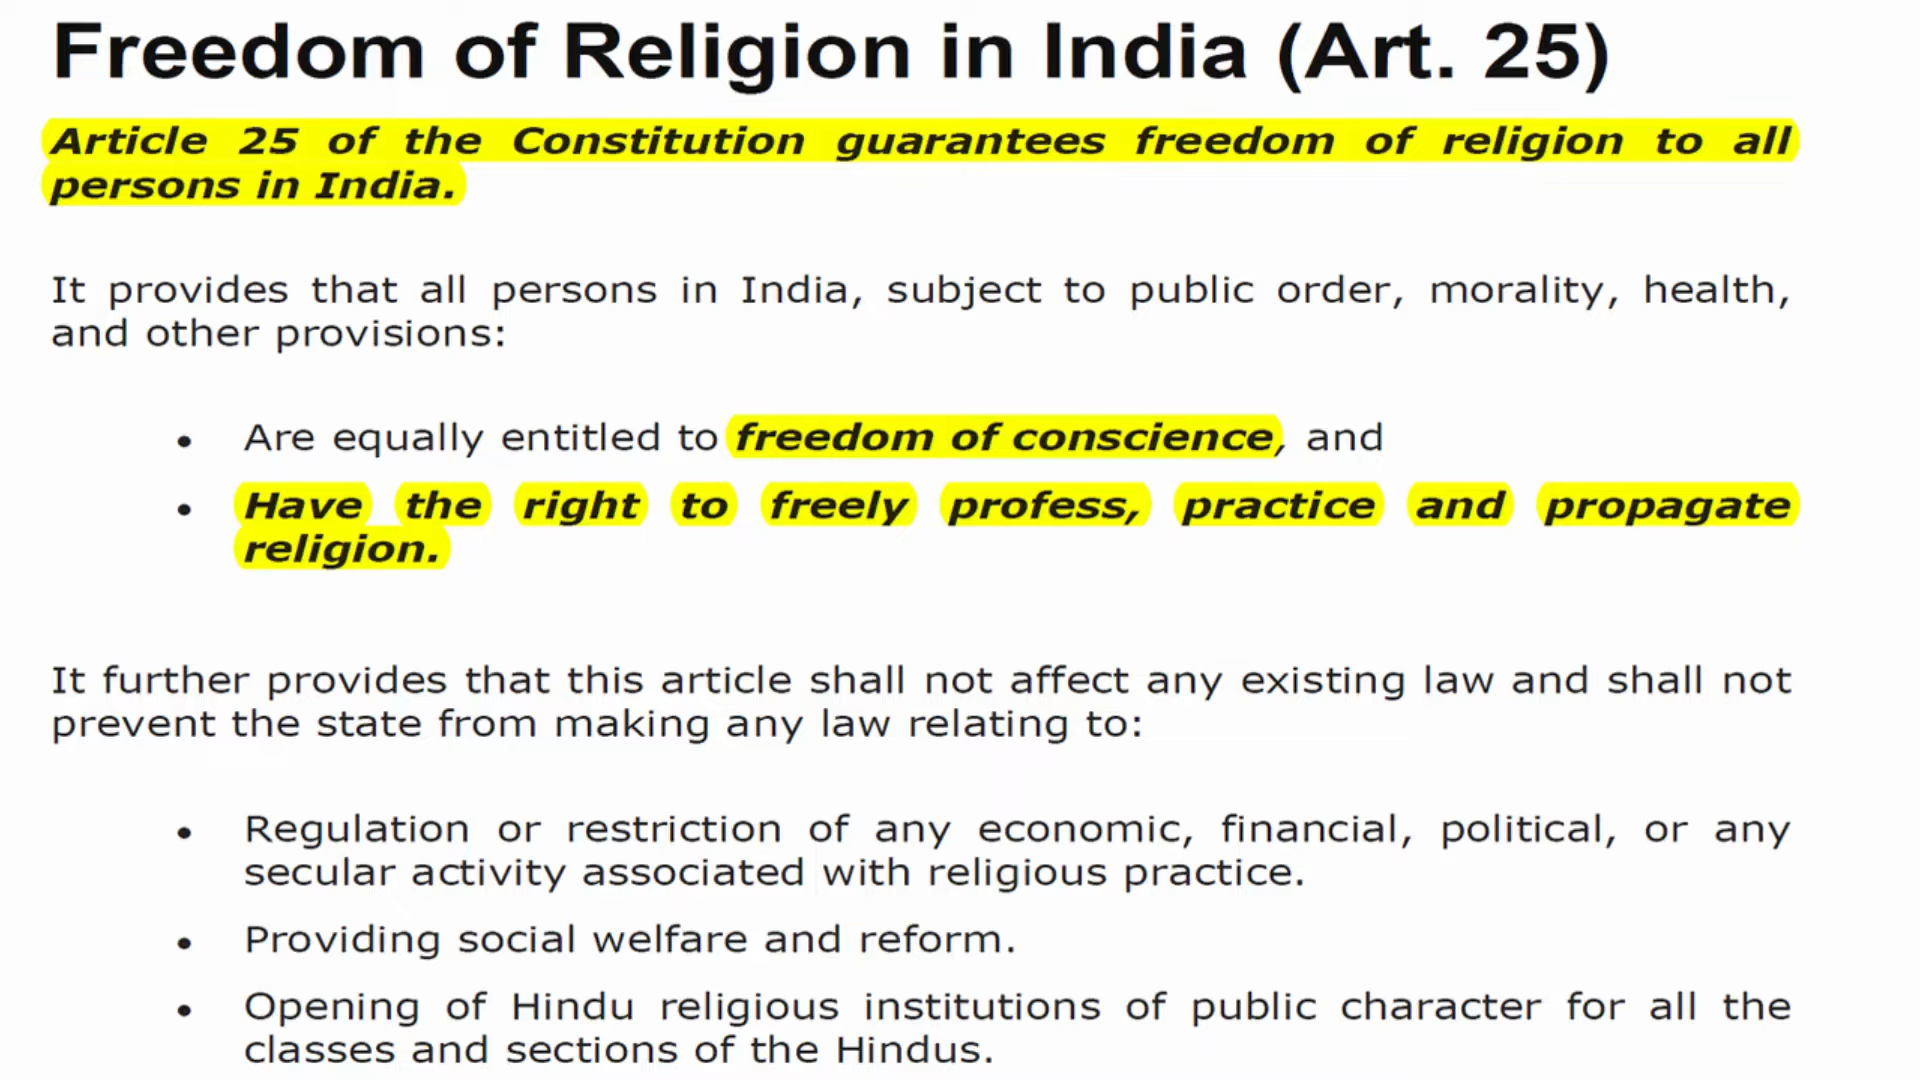 Freedom of Religion in India (Art. 25)
Article 25 of the Constitution guarantees freedom of religion to all
persons in India.
It provides that all persons in India, subject to public order, morality, health,
and other provisions:
• Are equally entitled to freedom of conscience, and
• Have the right to freely profess, practice and propagate
religion.
It further provides that this article shall not affect any existing law and shall not
prevent the state from making any law relating to:
• Regulation or restriction of any economic, financial, political, or any
secular activity associated with religious practice.
• Providing social welfare and reform.
• Opening of Hindu religious institutions of public character for all the
classes and sections of the Hindus.